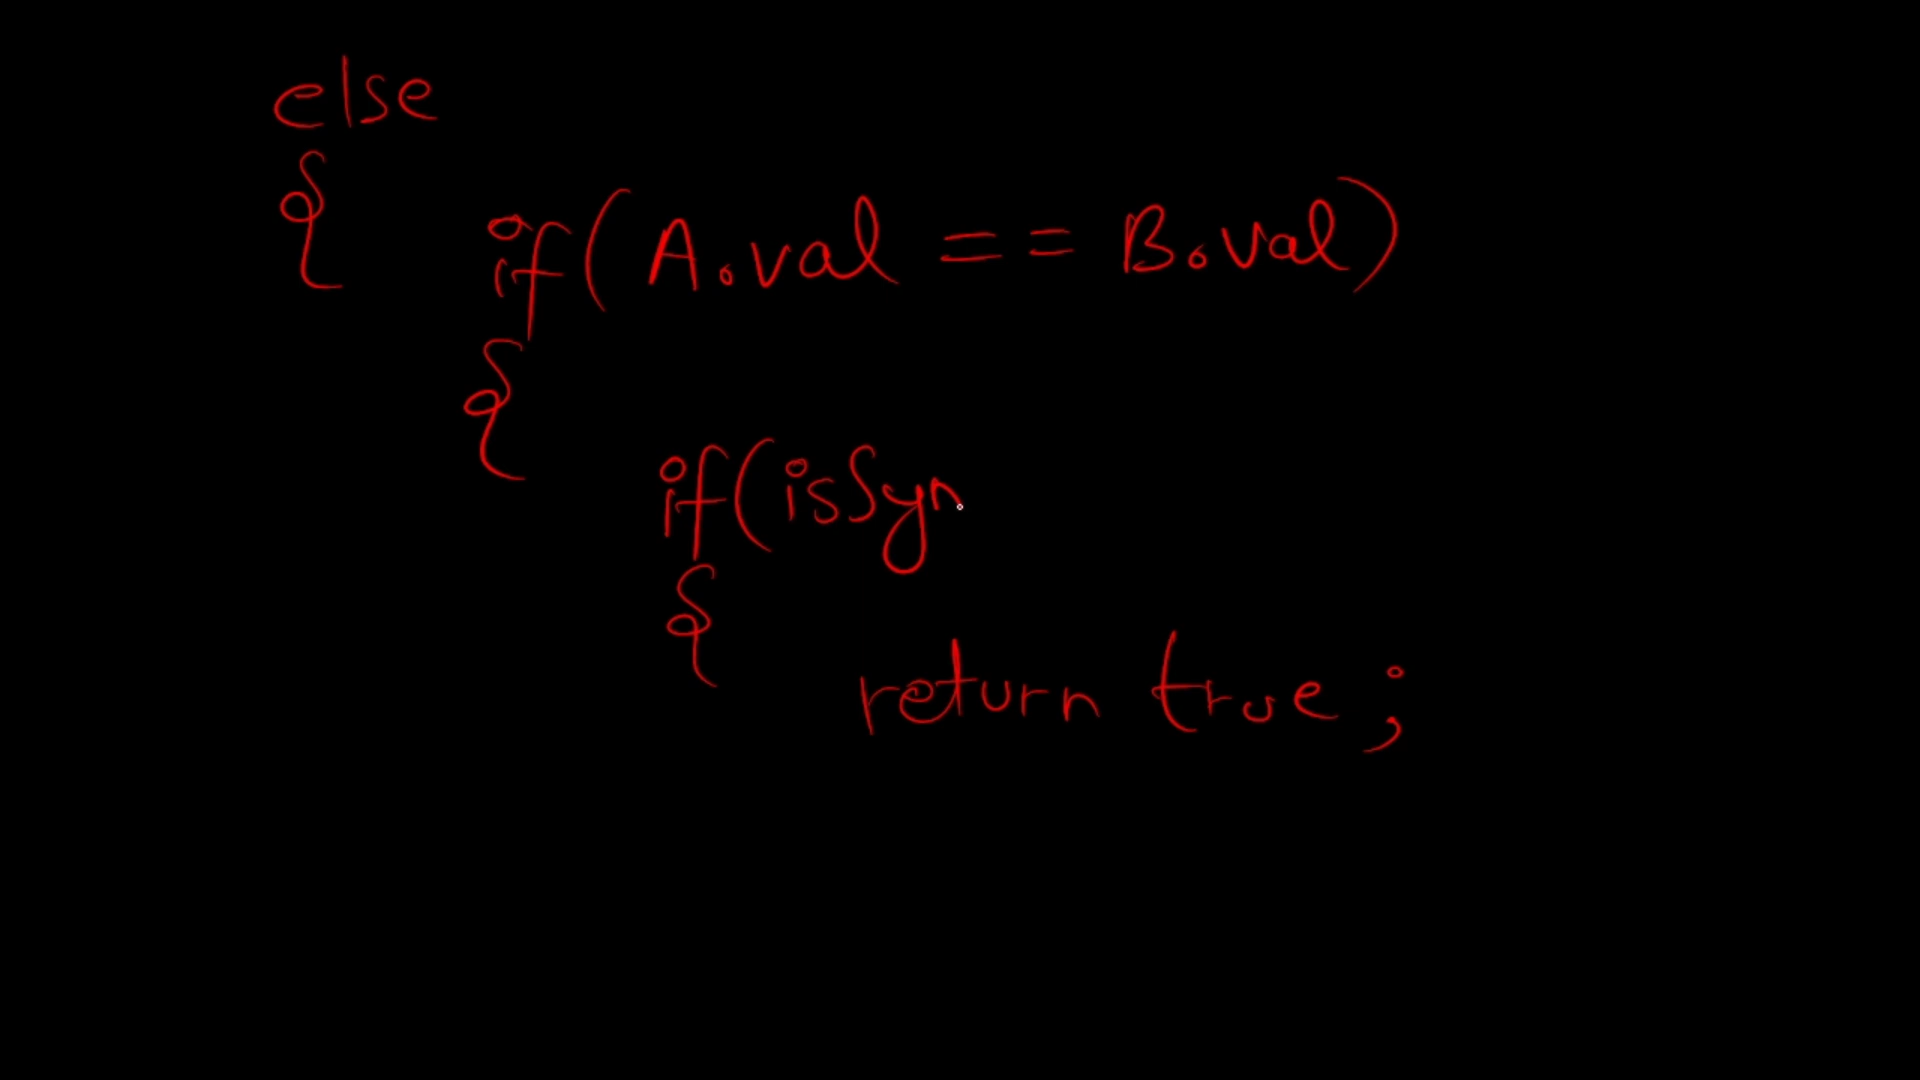 else
{
if(A.val == B.val)
{
if(isSyn
{
return true;